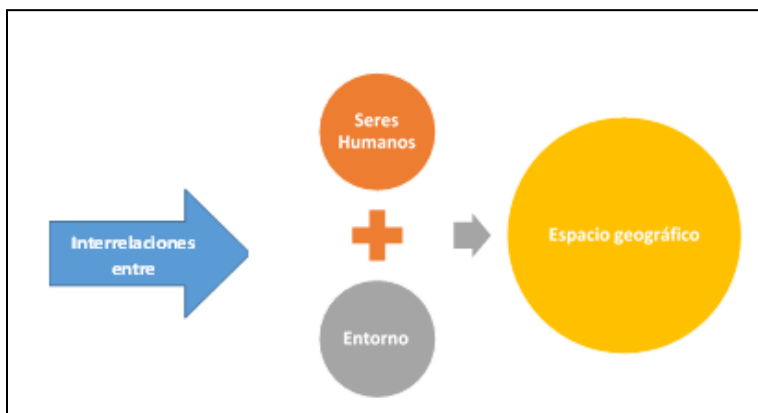 Interrelaciones
entre
Seres
Humanos
Entorno
Espacio geográfico